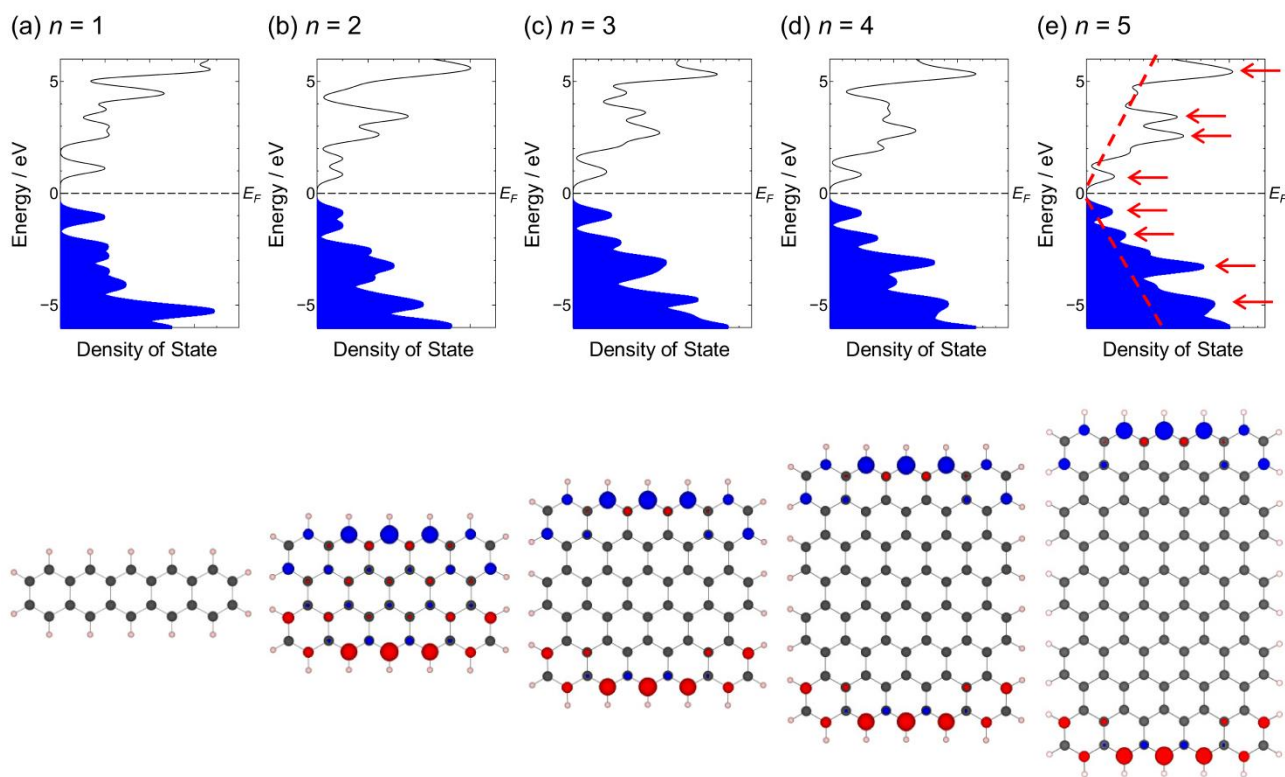 (a) n = 1
(b) n = 2
(c) n = 3
(d) n = 4
(e) n = 5
Energy / eV
5
0
−5
E_F
Density of State
Energy / eV
5
0
−5
E_F
Density of State
Energy / eV
5
0
−5
E_F
Density of State
Energy / eV
5
0
−5
E_F
Density of State
Energy / eV
5
0
−5
E_F
Density of State